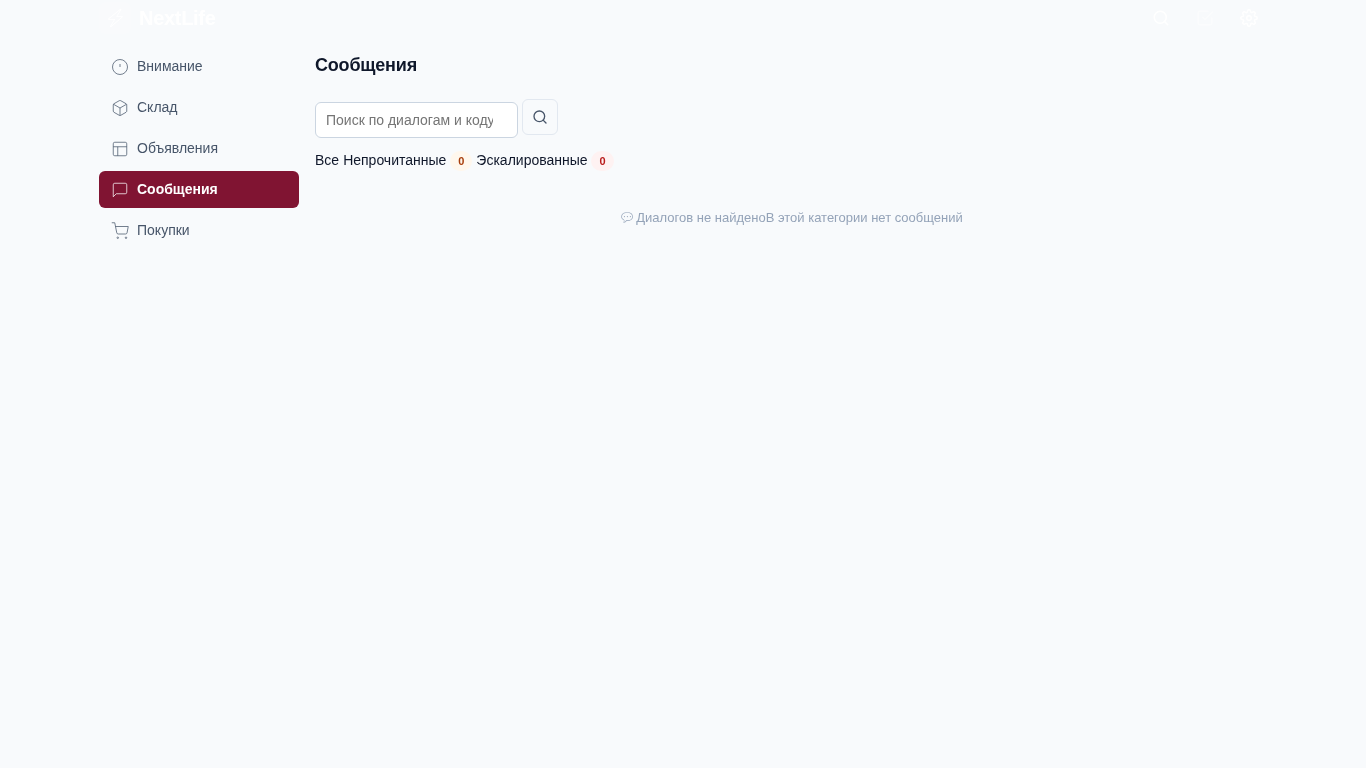 NextLife
Внимание
Склад
Объявления
Сообщения
Покупки
Сообщения
Поиск по диалогам и коду
Все Непрочитанные 0 Эскалированные 0
Диалогов не найденоВ этой категории нет сообщений